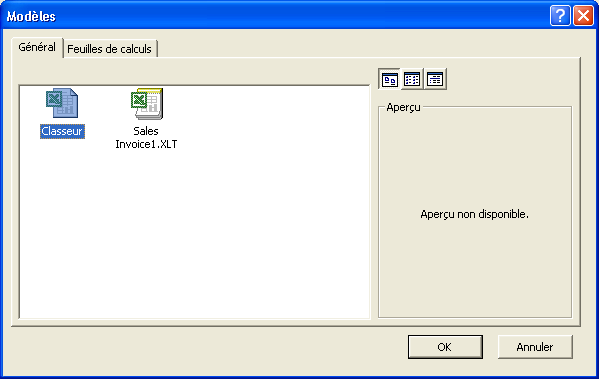 Modèles
Général
Feuilles de calculs
Classeur
Sales
Invoice1.XLT
Aperçu
Aperçu non disponible.
OK
Annuler